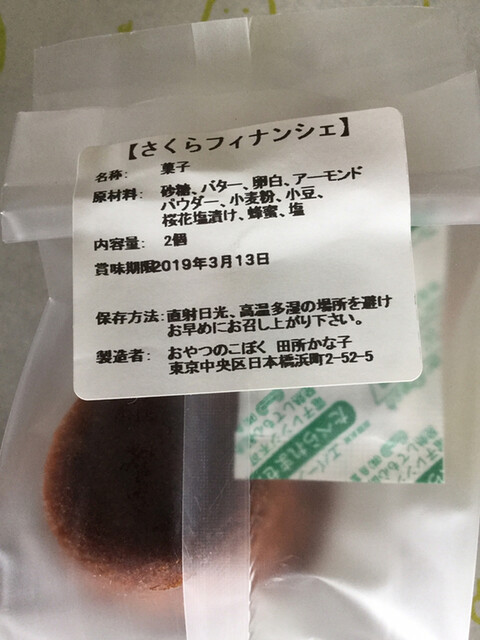 【さくらフィナンシェ】
名称： 菓子
原材料： 砂糖、バター、卵白、アーモンド
パウダー、小麦粉、小豆、
桜花塩漬け、蜂蜜、塩
内容量： 2個
賞味期限2019年3月13日
保存方法：直射日光、高温多湿の場所を避け
お早めにお召し上がり下さい。
製造者： おやつのこぼく 田所かな子
東京中央区日本橋浜町2-52-5
たべられませ